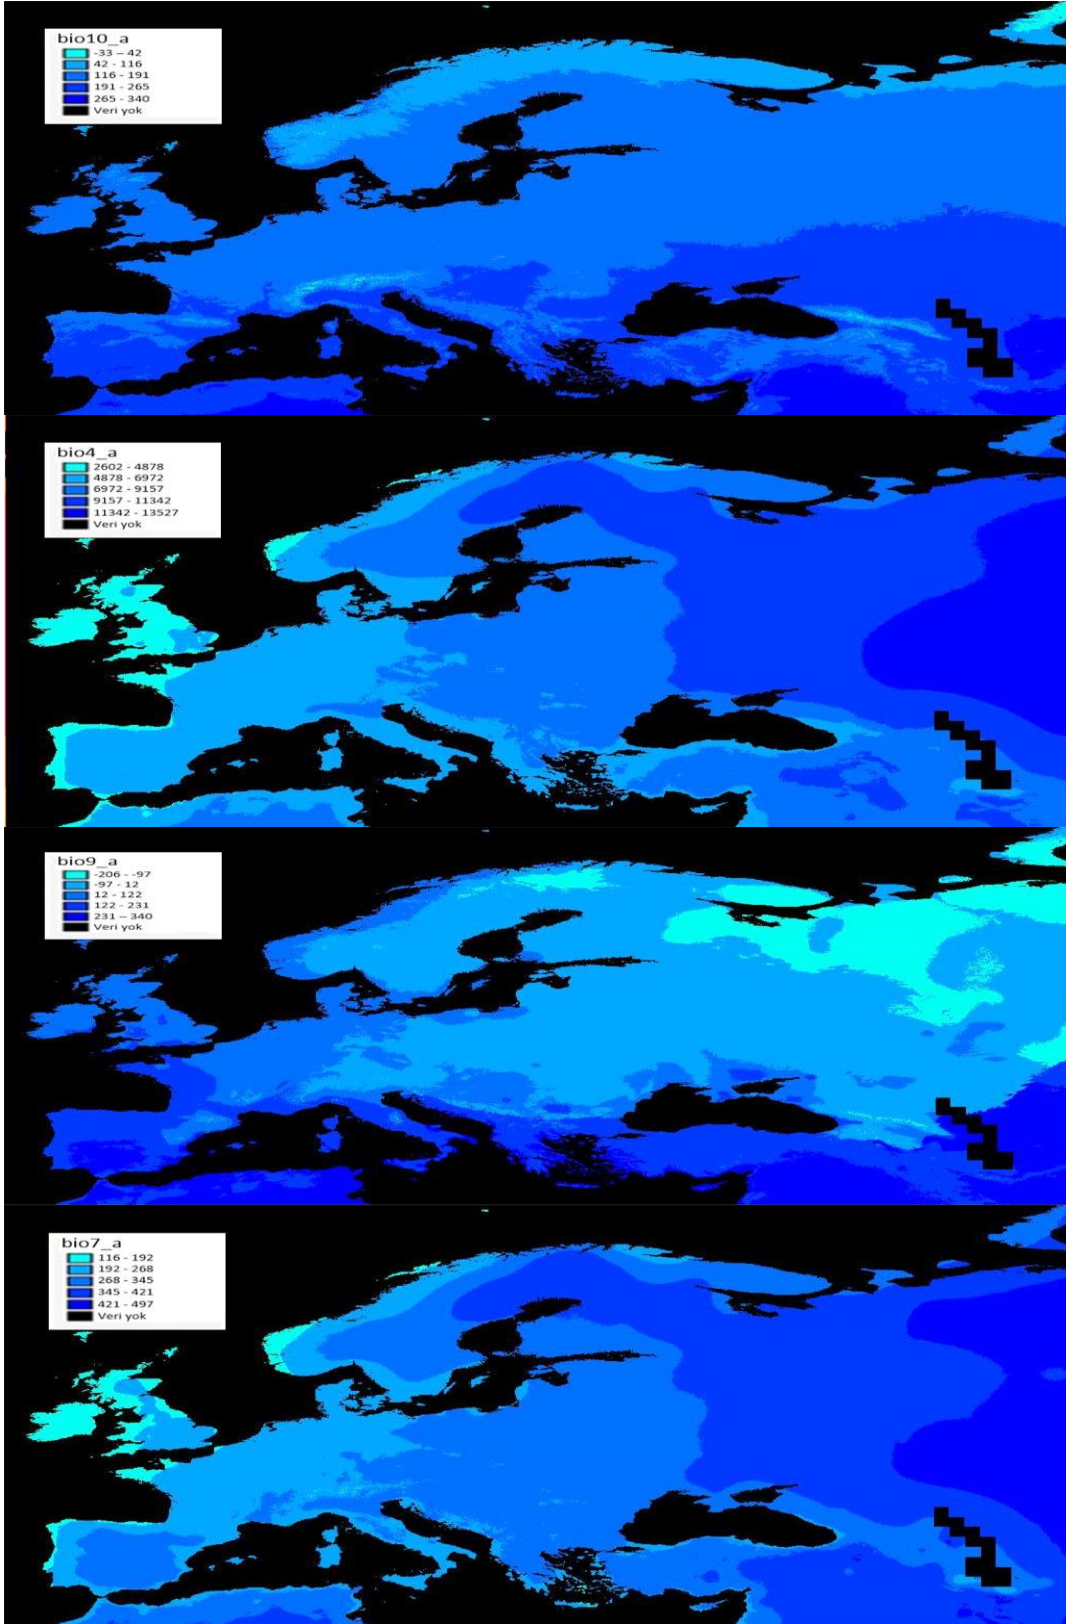 bio10_a
-33 – 42
42 - 116
116 - 191
191 - 265
265 - 340
Veri yok
bio4_a
2602 - 4878
4878 - 6972
6972 - 9157
9157 - 11342
11342 - 13527
Veri yok
bio9_a
-206 - -97
-97 - 12
12 - 122
122 - 231
231 – 340
Veri yok
bio7_a
116 - 192
192 - 268
268 - 345
345 - 421
421 - 497
Veri yok